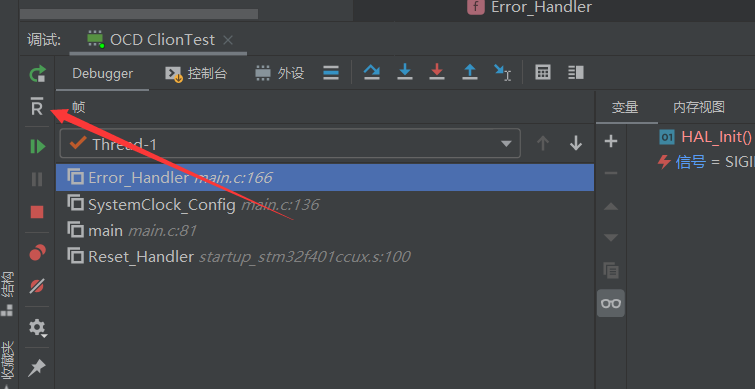 Error_Handler
调试: OCD ClionTest
Debugger 控制台 外设
R 帧 变量 内存视图
Thread-1
HAL_Init()
Error_Handler main.c:166
信号 = SIGI
SystemClock_Config main.c:136
main main.c:81
Reset_Handler startup_stm32f401ccux.s:100
结构
收藏夹